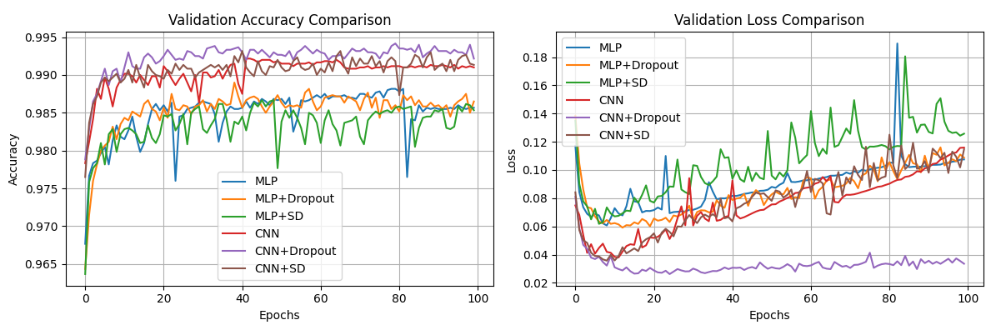 Validation Accuracy Comparison
Accuracy
0.995
0.990
0.985
0.980
0.975
0.970
0.965
MLP
MLP+Dropout
MLP+SD
CNN
CNN+Dropout
CNN+SD
0 20 40 60 80 100
Epochs
Validation Loss Comparison
Loss
0.18
0.16
0.14
0.12
0.10
0.08
0.06
0.04
0.02
MLP
MLP+Dropout
MLP+SD
CNN
CNN+Dropout
CNN+SD
0 20 40 60 80 100
Epochs